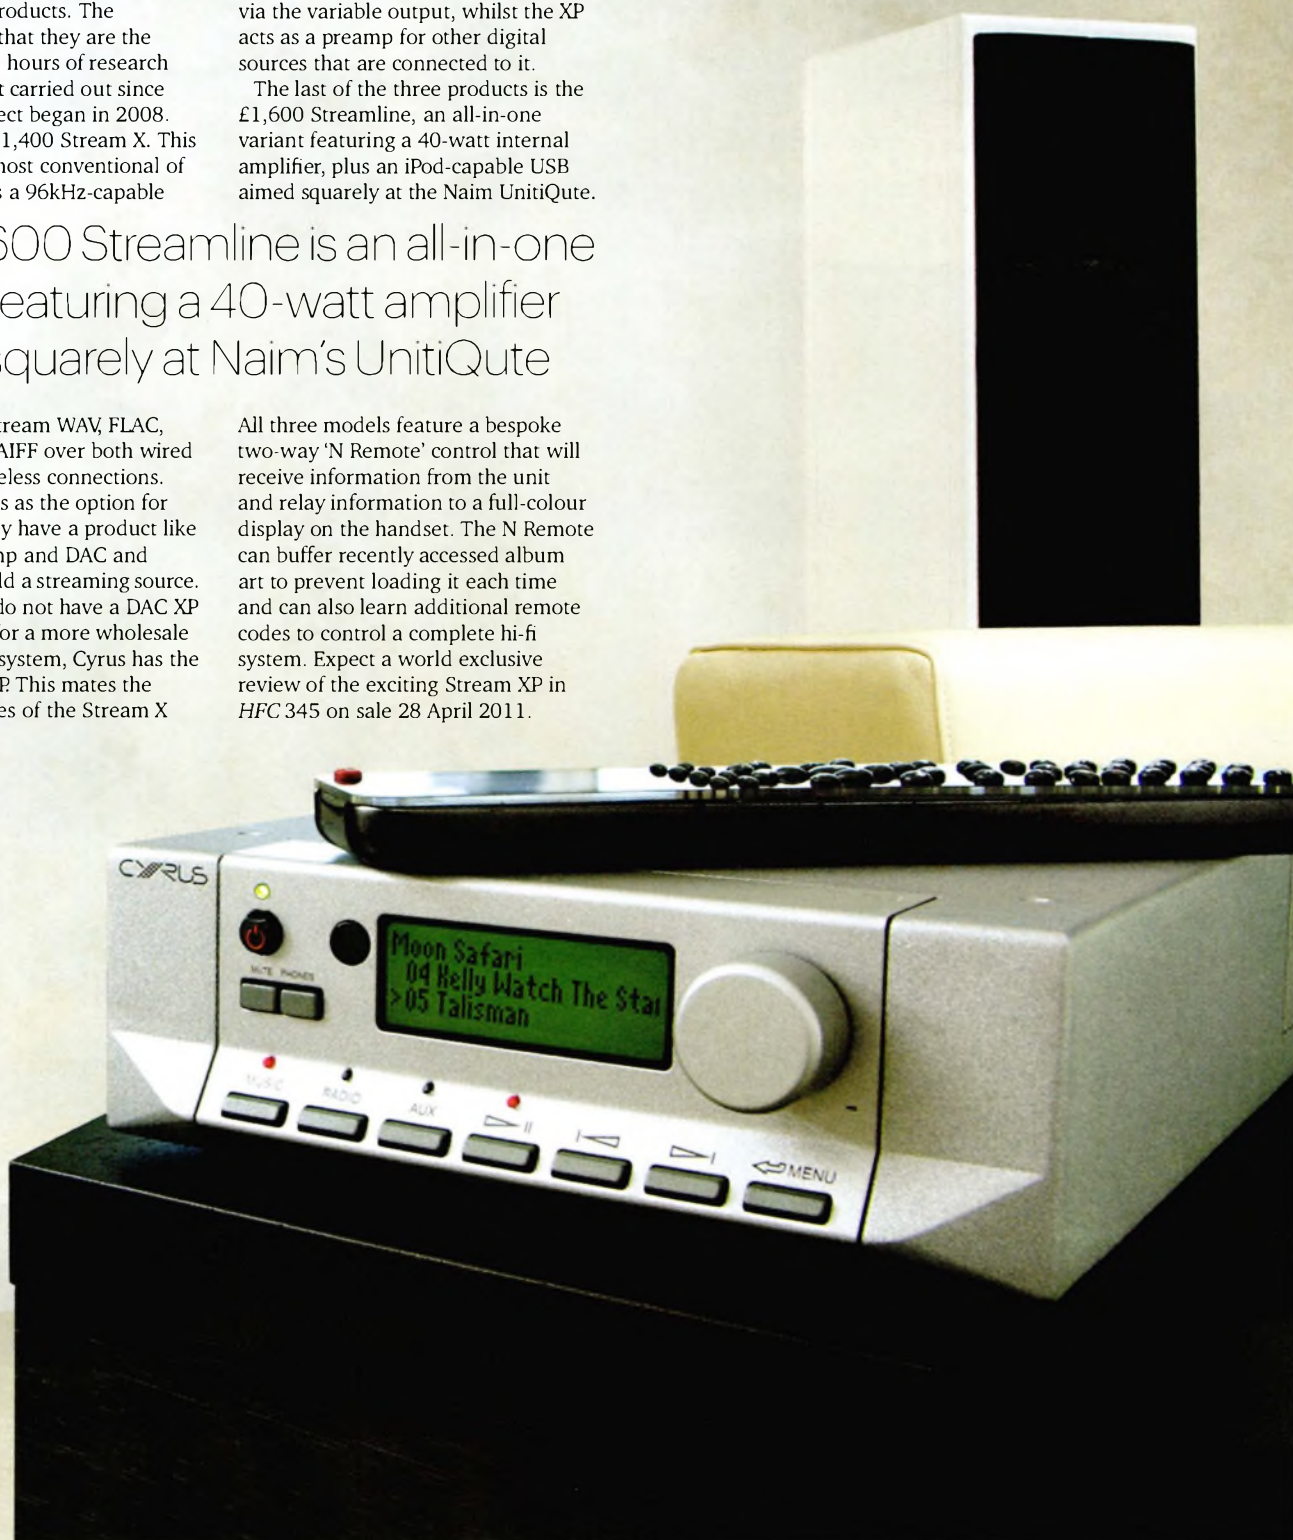 roducts. The
that they are the
hours of research
t carried out since
ect began in 2008.
1,400 Stream X. This
nost conventional of
s a 96kHz-capable
via the variable output, whilst the XP
acts as a preamp for other digital
sources that are connected to it.
The last of the three products is the
£1,600 Streamline, an all-in-one
variant featuring a 40-watt internal
amplifier, plus an iPod-capable USB
aimed squarely at the Naim UnitiQute.
600 Streamline is an all-in-one
eaturing a 40-watt amplifier
squarely at Naim's UnitiQute
tream WAV, FLAC,
AIFF over both wired
eless connections.
s as the option for
y have a product like
np and DAC and
ld a streaming source.
do not have a DAC XP
or a more wholesale
system, Cyrus has the
P. This mates the
es of the Stream X
All three models feature a bespoke
two-way ‘N Remote’ control that will
receive information from the unit
and relay information to a full-colour
display on the handset. The N Remote
can buffer recently accessed album
art to prevent loading it each time
and can also learn additional remote
codes to control a complete hi-fi
system. Expect a world exclusive
review of the exciting Stream XP in
HFC 345 on sale 28 April 2011.
CYRUS
MUTE PHONES
Moon Safari
04 Kelly Watch The Star
>05 Talisman
MUSIC
RADIO
AUX
MENU